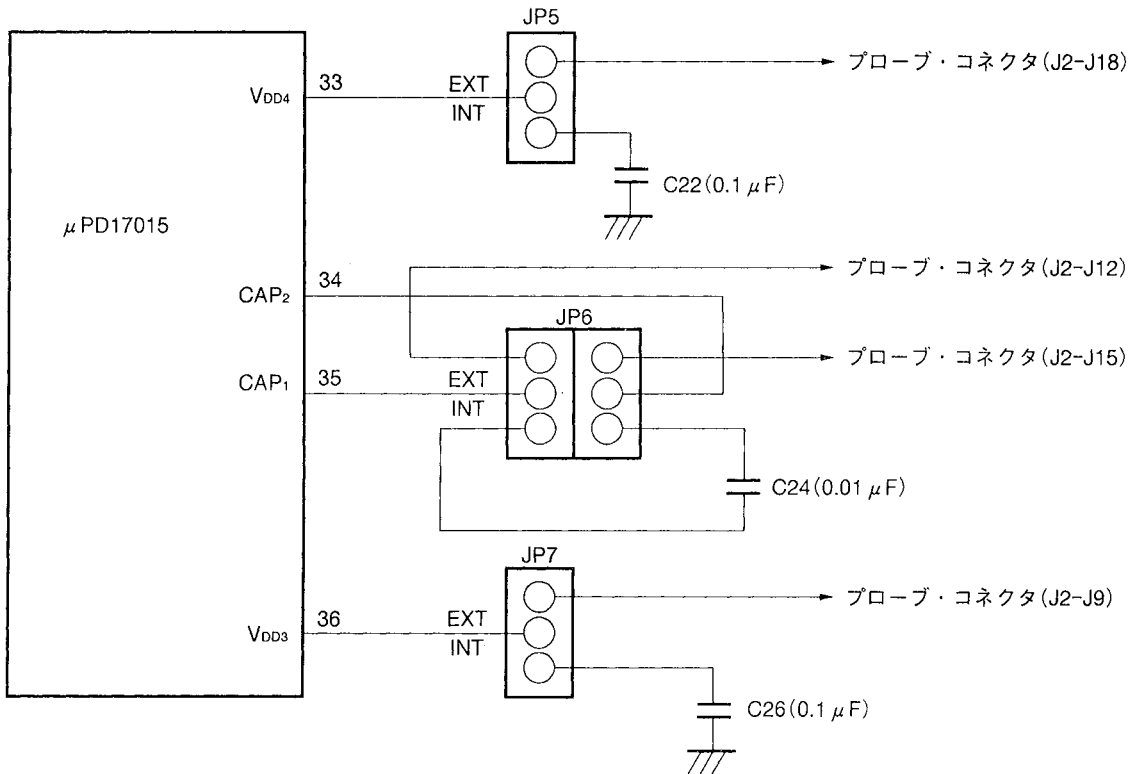 JP5
プローブ・コネクタ(J2-J18)
VDD4
33
EXT
INT
C22(0.1 μF)
μPD17015
プローブ・コネクタ(J2-J12)
CAP2
34
JP6
プローブ・コネクタ(J2-J15)
CAP1
35
EXT
INT
C24(0.01 μF)
JP7
プローブ・コネクタ(J2-J9)
VDD3
36
EXT
INT
C26(0.1 μF)